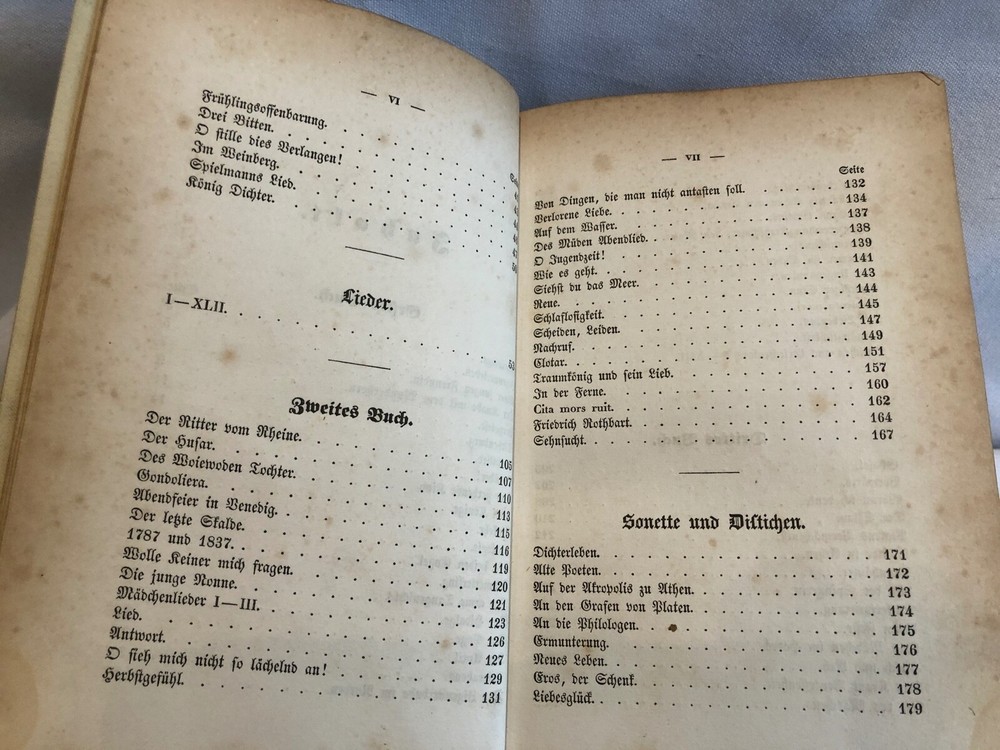 — VI —
Frühlingsoffenbarung.
Drei Bitten.
O stille dies Verlangen!
Im Weinberg.
Spielmanns Lied.
König Dichter.
Lieder.
I—XLII.
Zweites Buch.
Der Ritter vom Rheine. 105
Der Husar. 107
Des Woiewoden Tochter. 110
Gondoliera. 113
Abendfeier in Venedig. 115
Der letzte Skalde. 116
1787 und 1837. 119
Wolle Keiner mich fragen. 120
Die junge Nonne. 121
Mädchenlieder I—III. 123
Lied. 126
Antwort. 127
O sieh mich nicht so lächelnd an! 129
Herbstgefühl. 131
— VII —
Seite
Von Dingen, die man nicht antasten soll. 132
Verlorene Liebe. 134
Auf dem Wasser. 137
Des Müden Abendlied. 138
O Jugendzeit! 139
Wie es geht. 141
Siehst du das Meer. 143
Reue. 144
Schlaflosigkeit. 145
Scheiden, Leiden. 147
Nachruf. 149
Clotar. 151
Traumkönig und sein Lieb. 157
In der Ferne. 160
Cita mors ruit. 162
Friedrich Rothbart. 164
Sehnsucht. 167
Sonette und Distichen.
Dichterleben. 171
Alte Poeten. 172
Auf der Akropolis zu Athen. 173
An den Grafen von Platen. 174
An die Philologen. 175
Ermunterung. 176
Neues Leben. 177
Eros, der Schenk. 178
Liebesglück. 179